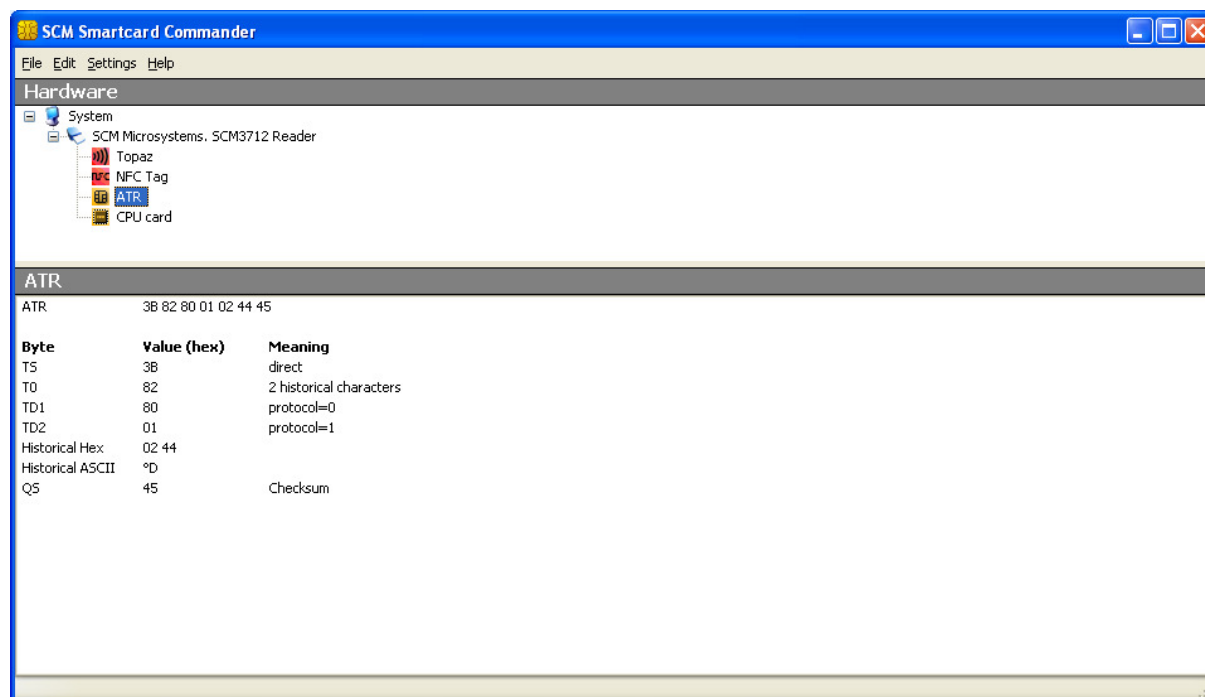 SCM Smartcard Commander
File Edit Settings Help
Hardware
System
SCM Microsystems. SCM3712 Reader
Topaz
NFC Tag
ATR
CPU card
ATR
ATR 3B 82 80 01 02 44 45
Byte Value (hex) Meaning
TS 3B direct
T0 82 2 historical characters
TD1 80 protocol=0
TD2 01 protocol=1
Historical Hex 02 44
Historical ASCII °D
QS 45 Checksum